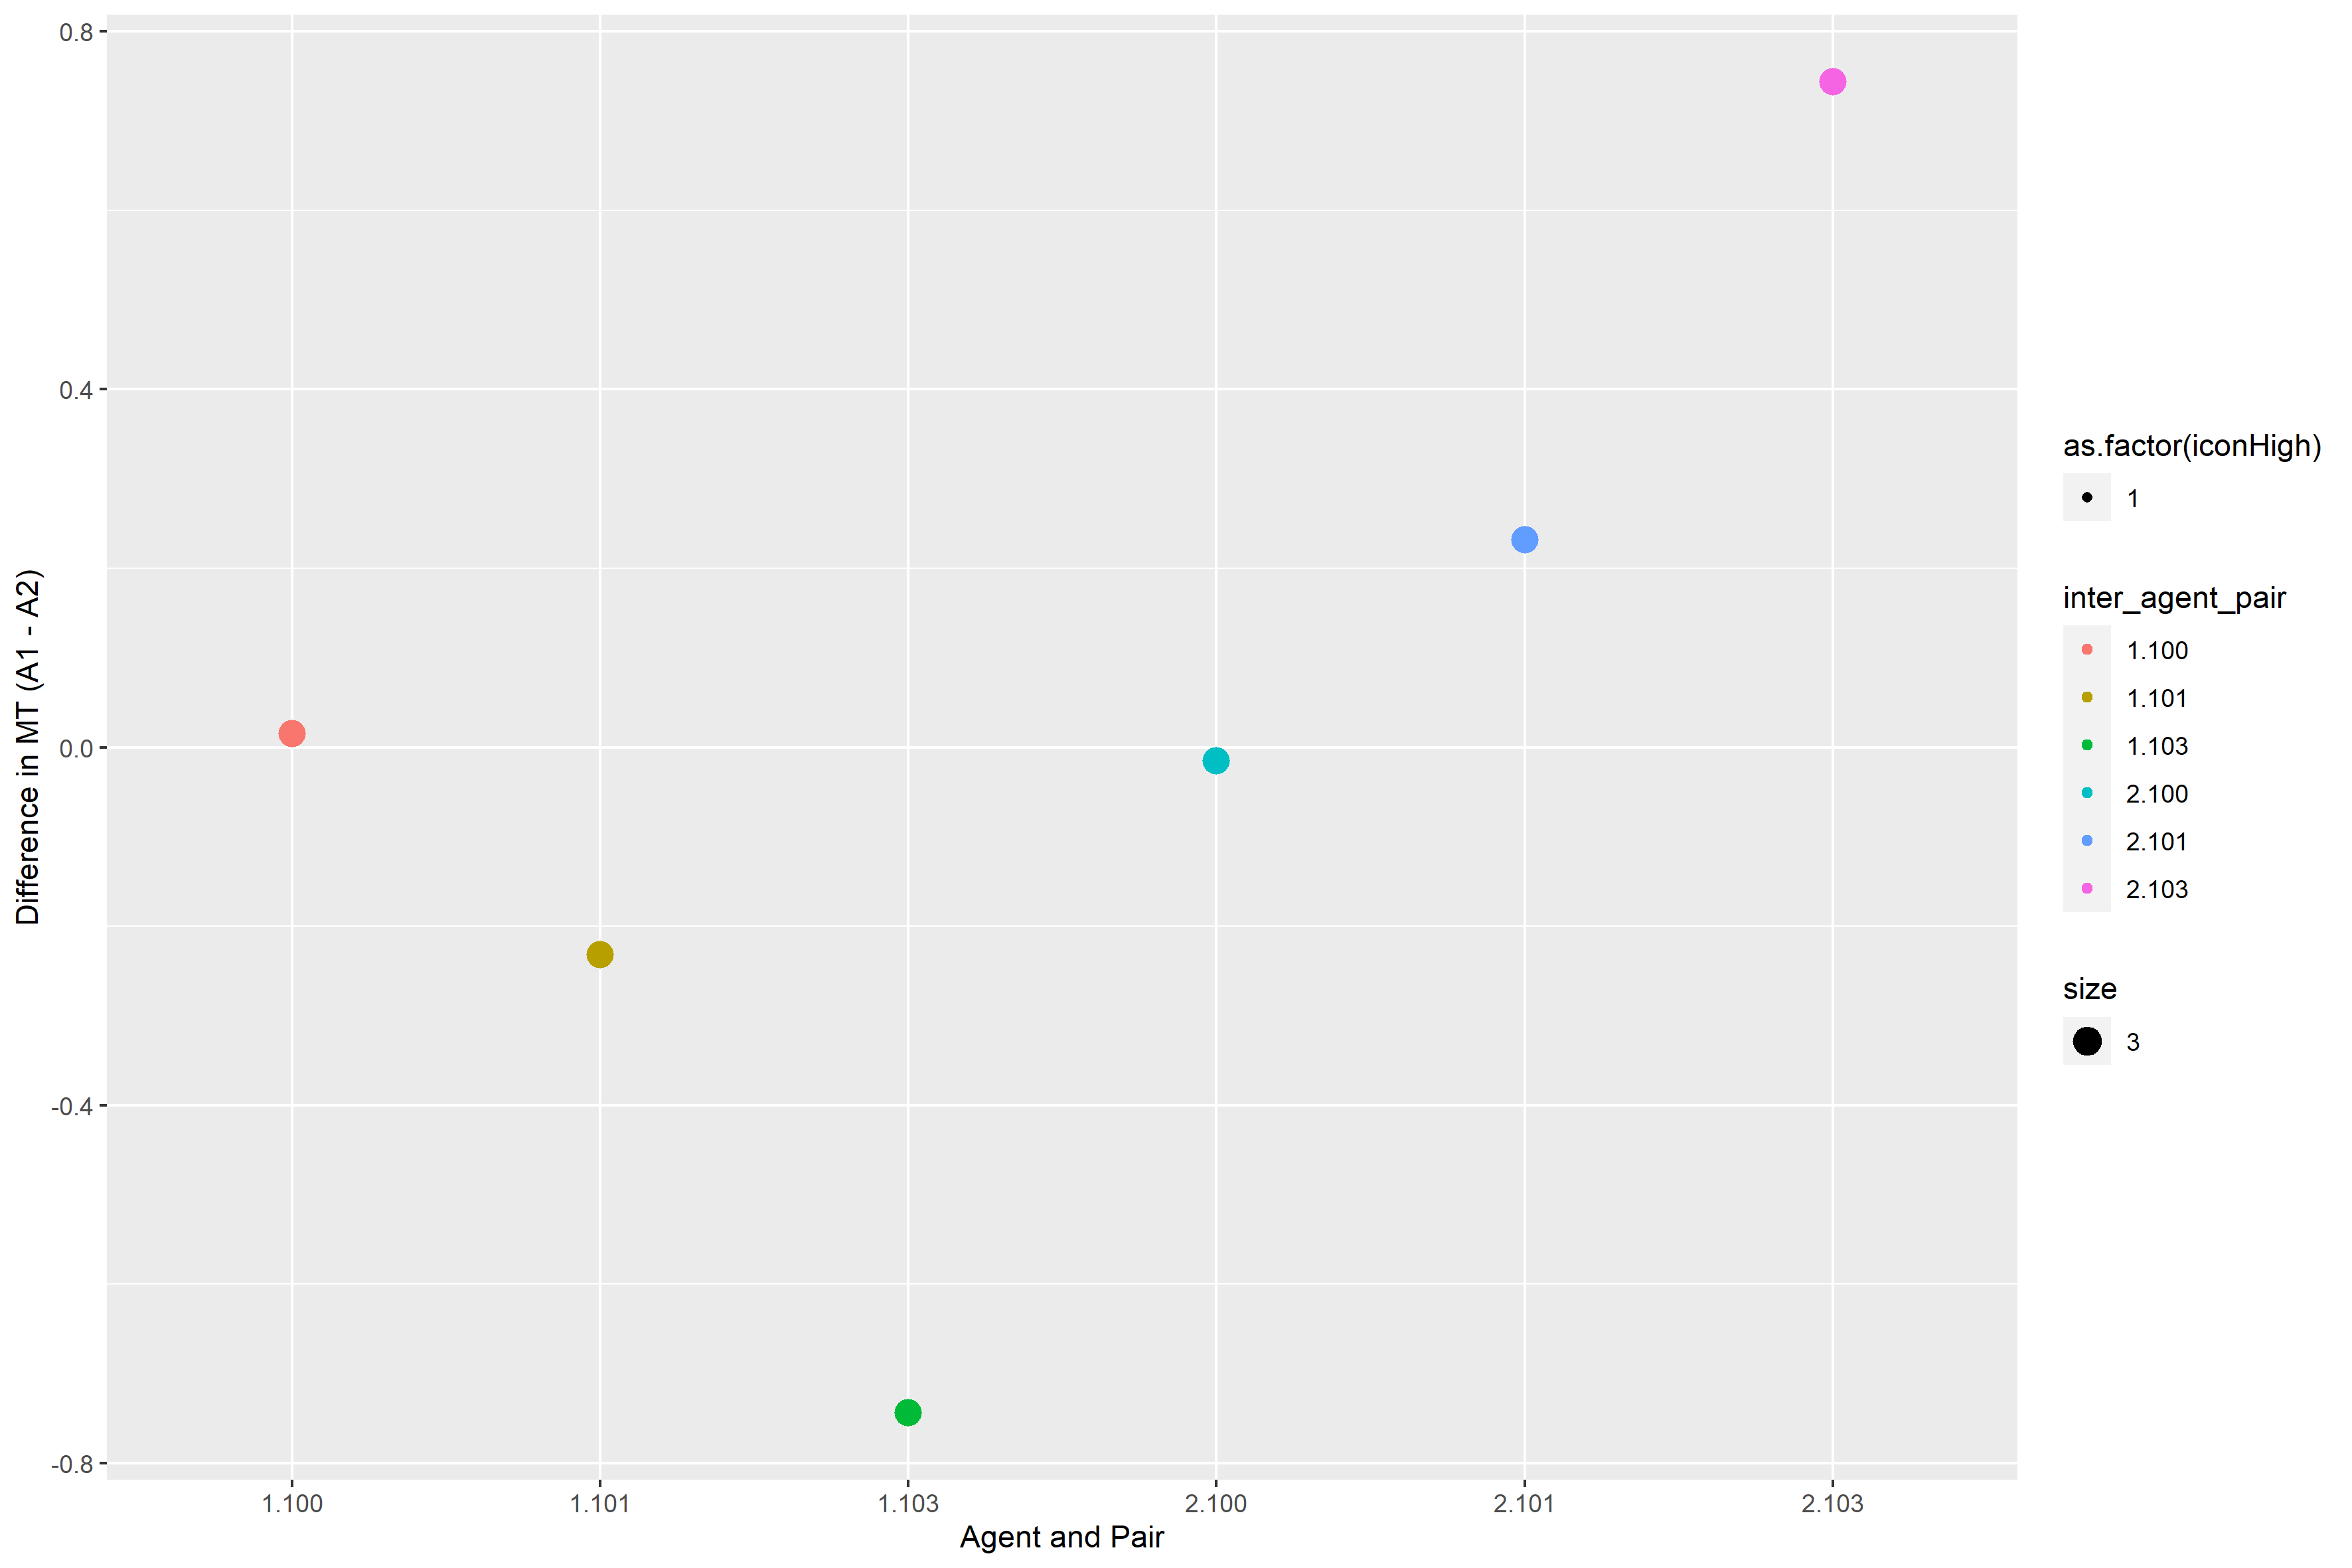 0.8
0.4
0.0
-0.4
-0.8
Difference in MT (A1 - A2)
1.100 1.101 1.103 2.100 2.101 2.103
Agent and Pair
as.factor(iconHigh)
1
inter_agent_pair
1.100
1.101
1.103
2.100
2.101
2.103
size
3